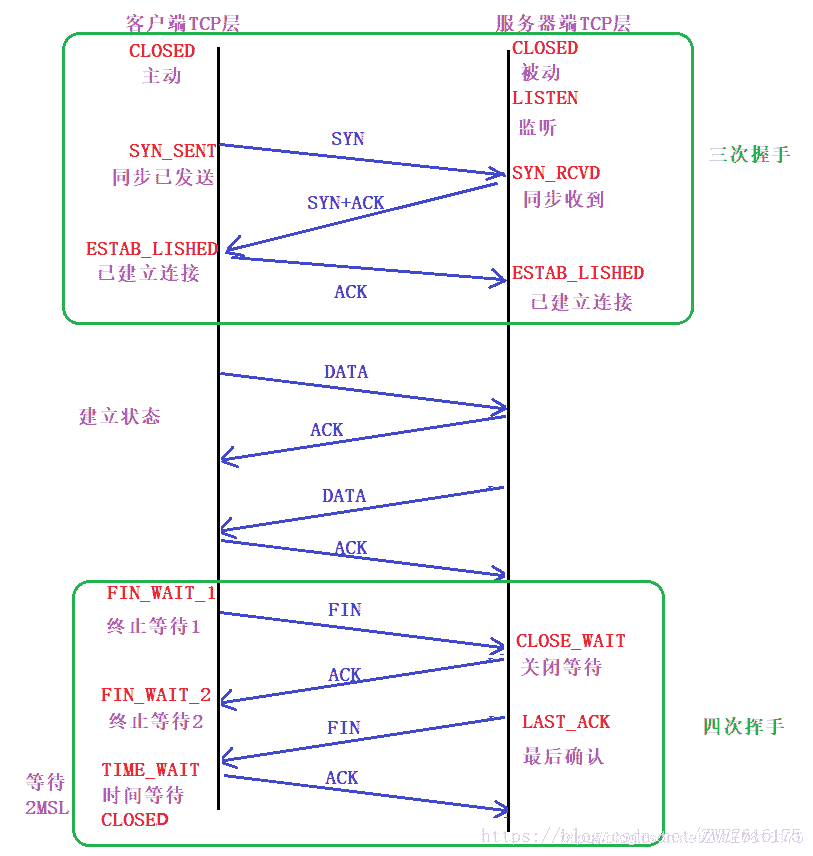 客户端TCP层
服务器端TCP层
CLOSED
主动
CLOSED
被动
LISTEN
监听
SYN
SYN_SENT
同步已发送
SYN_RCVD
同步收到
三次握手
SYN+ACK
ESTAB_LISHED
已建立连接
ACK
ESTAB_LISHED
已建立连接
DATA
建立状态
ACK
DATA
ACK
FIN_WAIT_1
终止等待1
FIN
CLOSE_WAIT
关闭等待
ACK
FIN_WAIT_2
终止等待2
FIN
LAST_ACK
最后确认
四次挥手
TIME_WAIT
时间等待
等待
2MSL
ACK
CLOSED
https://blog.csdn.net/ZW7616175